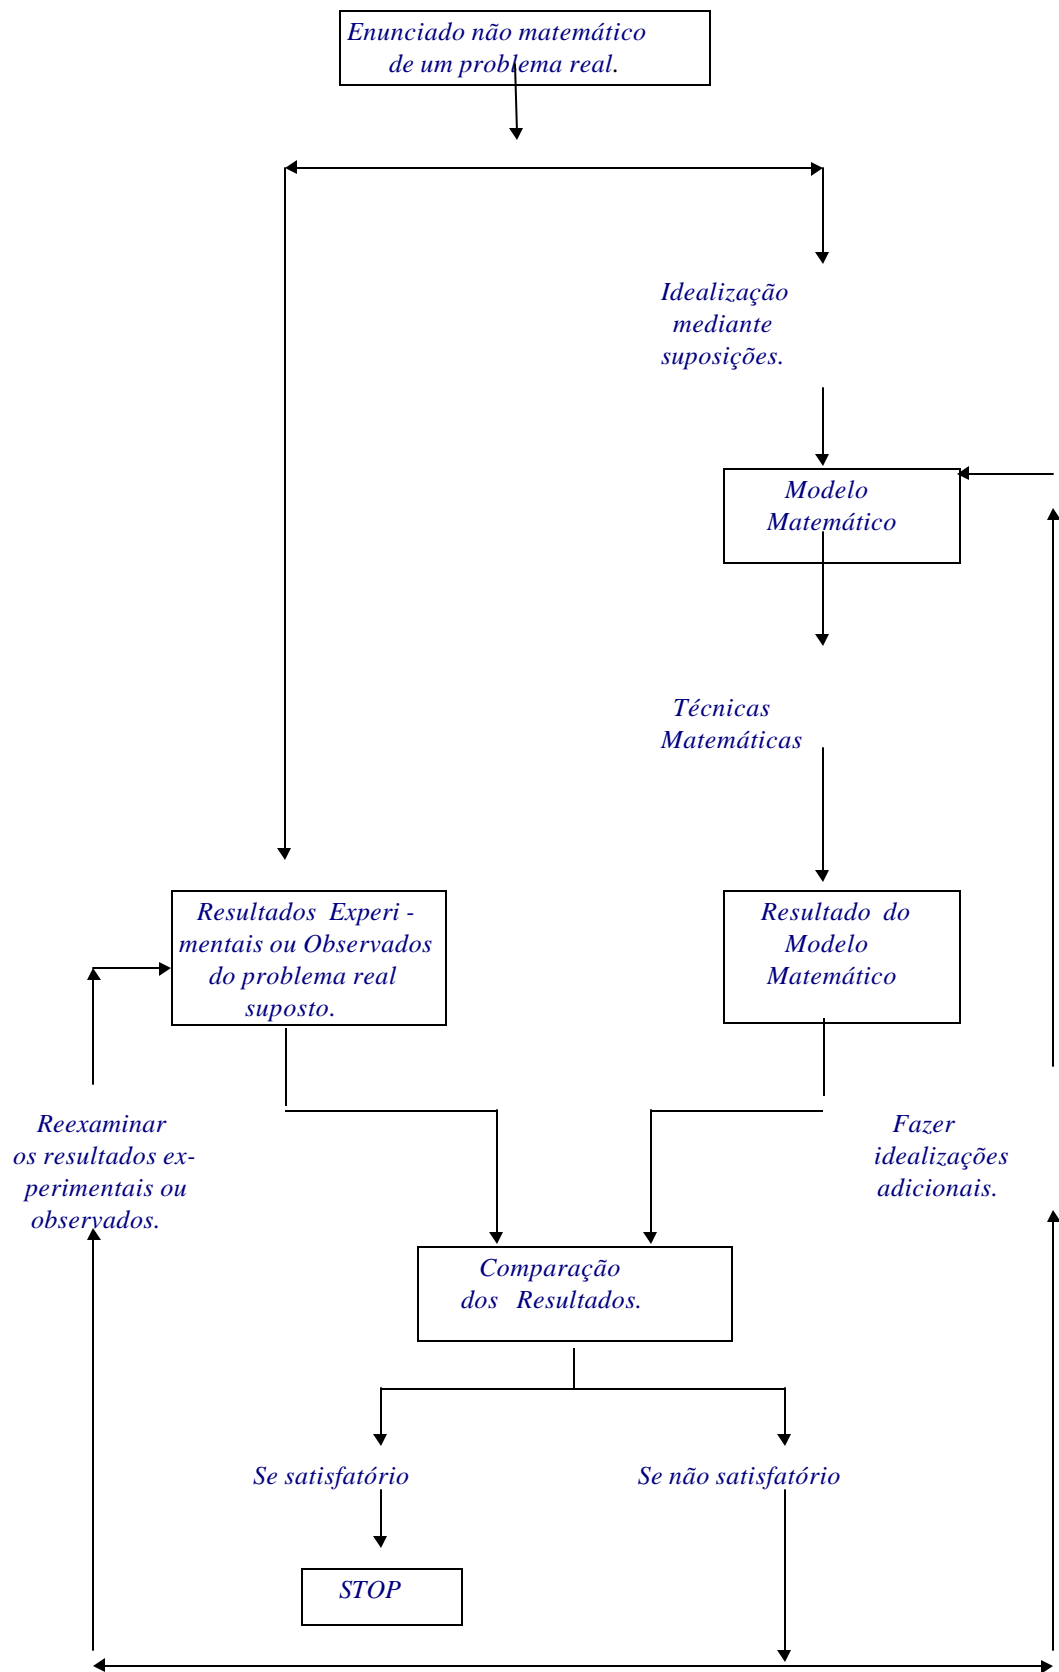 Enunciado não matemático
de um problema real.
Idealização
mediante
suposições.
Modelo
Matemático
Técnicas
Matemáticas
Resultados Experi -
mentais ou Observados
do problema real
suposto.
Resultado do
Modelo
Matemático
Reexaminar
os resultados ex-
perimentais ou
observados.
Fazer
idealizações
adicionais.
Comparação
dos Resultados.
Se satisfatório
Se não satisfatório
STOP